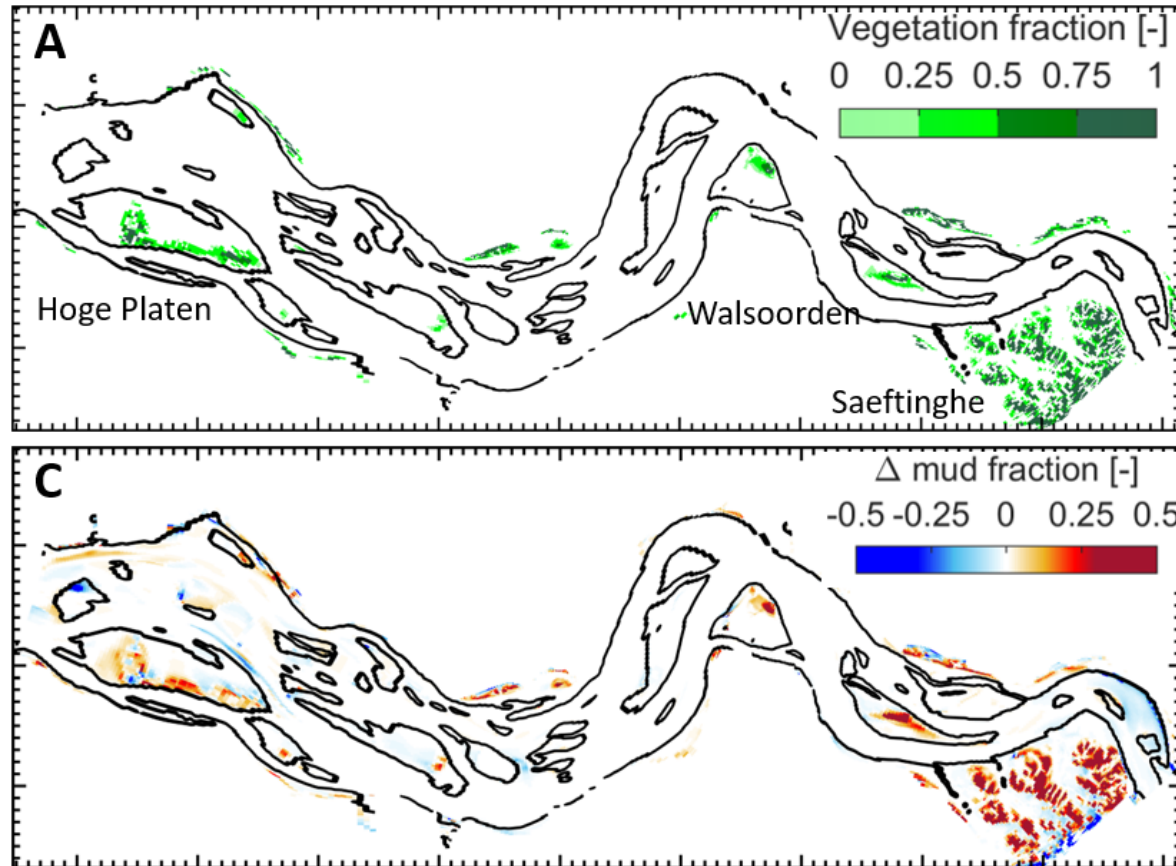 A
Vegetation fraction [-]
0 0.25 0.5 0.75 1
Hoge Platen
Walsoorden
Saeftinghe
C
Δ mud fraction [-]
-0.5 -0.25 0 0.25 0.5